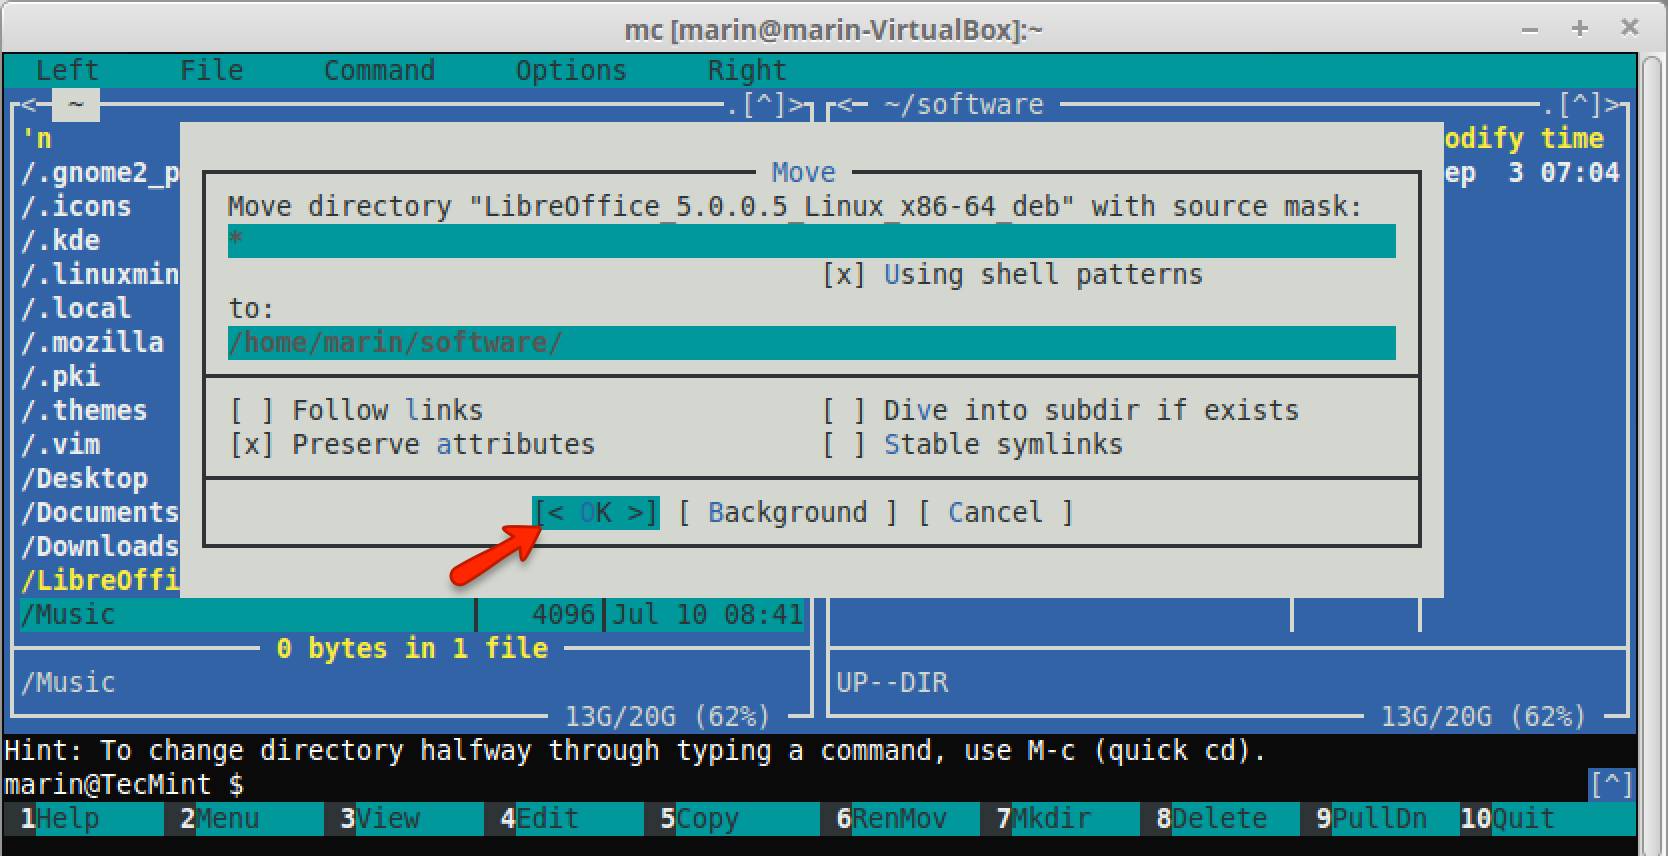 mc [marin@marin-VirtualBox]:~
Left File Command Options Right
<- ~ .[^]> <- ~/software .[^]>
'n odify time
/.gnome2_p ep 3 07:04
/.icons
/.kde
/.linuxmin
/.local
/.mozilla
/.pki
/.themes
/.vim
/Desktop
/Documents
/Downloads
/LibreOffi
Move
Move directory "LibreOffice_5.0.0.5_Linux_x86-64_deb" with source mask:
*
[x] Using shell patterns
to:
/home/marin/software/
[ ] Follow links [ ] Dive into subdir if exists
[x] Preserve attributes [ ] Stable symlinks
[< OK >] [ Background ] [ Cancel ]
/Music 4096 Jul 10 08:41
0 bytes in 1 file
/Music UP--DIR
13G/20G (62%) 13G/20G (62%)
Hint: To change directory halfway through typing a command, use M-c (quick cd).
marin@TecMint $ [^]
1Help 2Menu 3View 4Edit 5Copy 6RenMov 7Mkdir 8Delete 9PullDn 10Quit